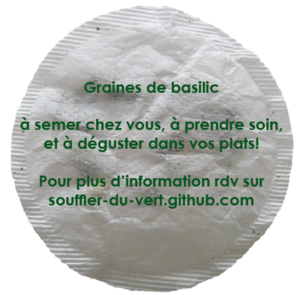 Graines de basilic
à semer chez vous, à prendre soin,
et à déguster dans vos plats!
Pour plus d'information rdv sur
souffler-du-vert.github.com